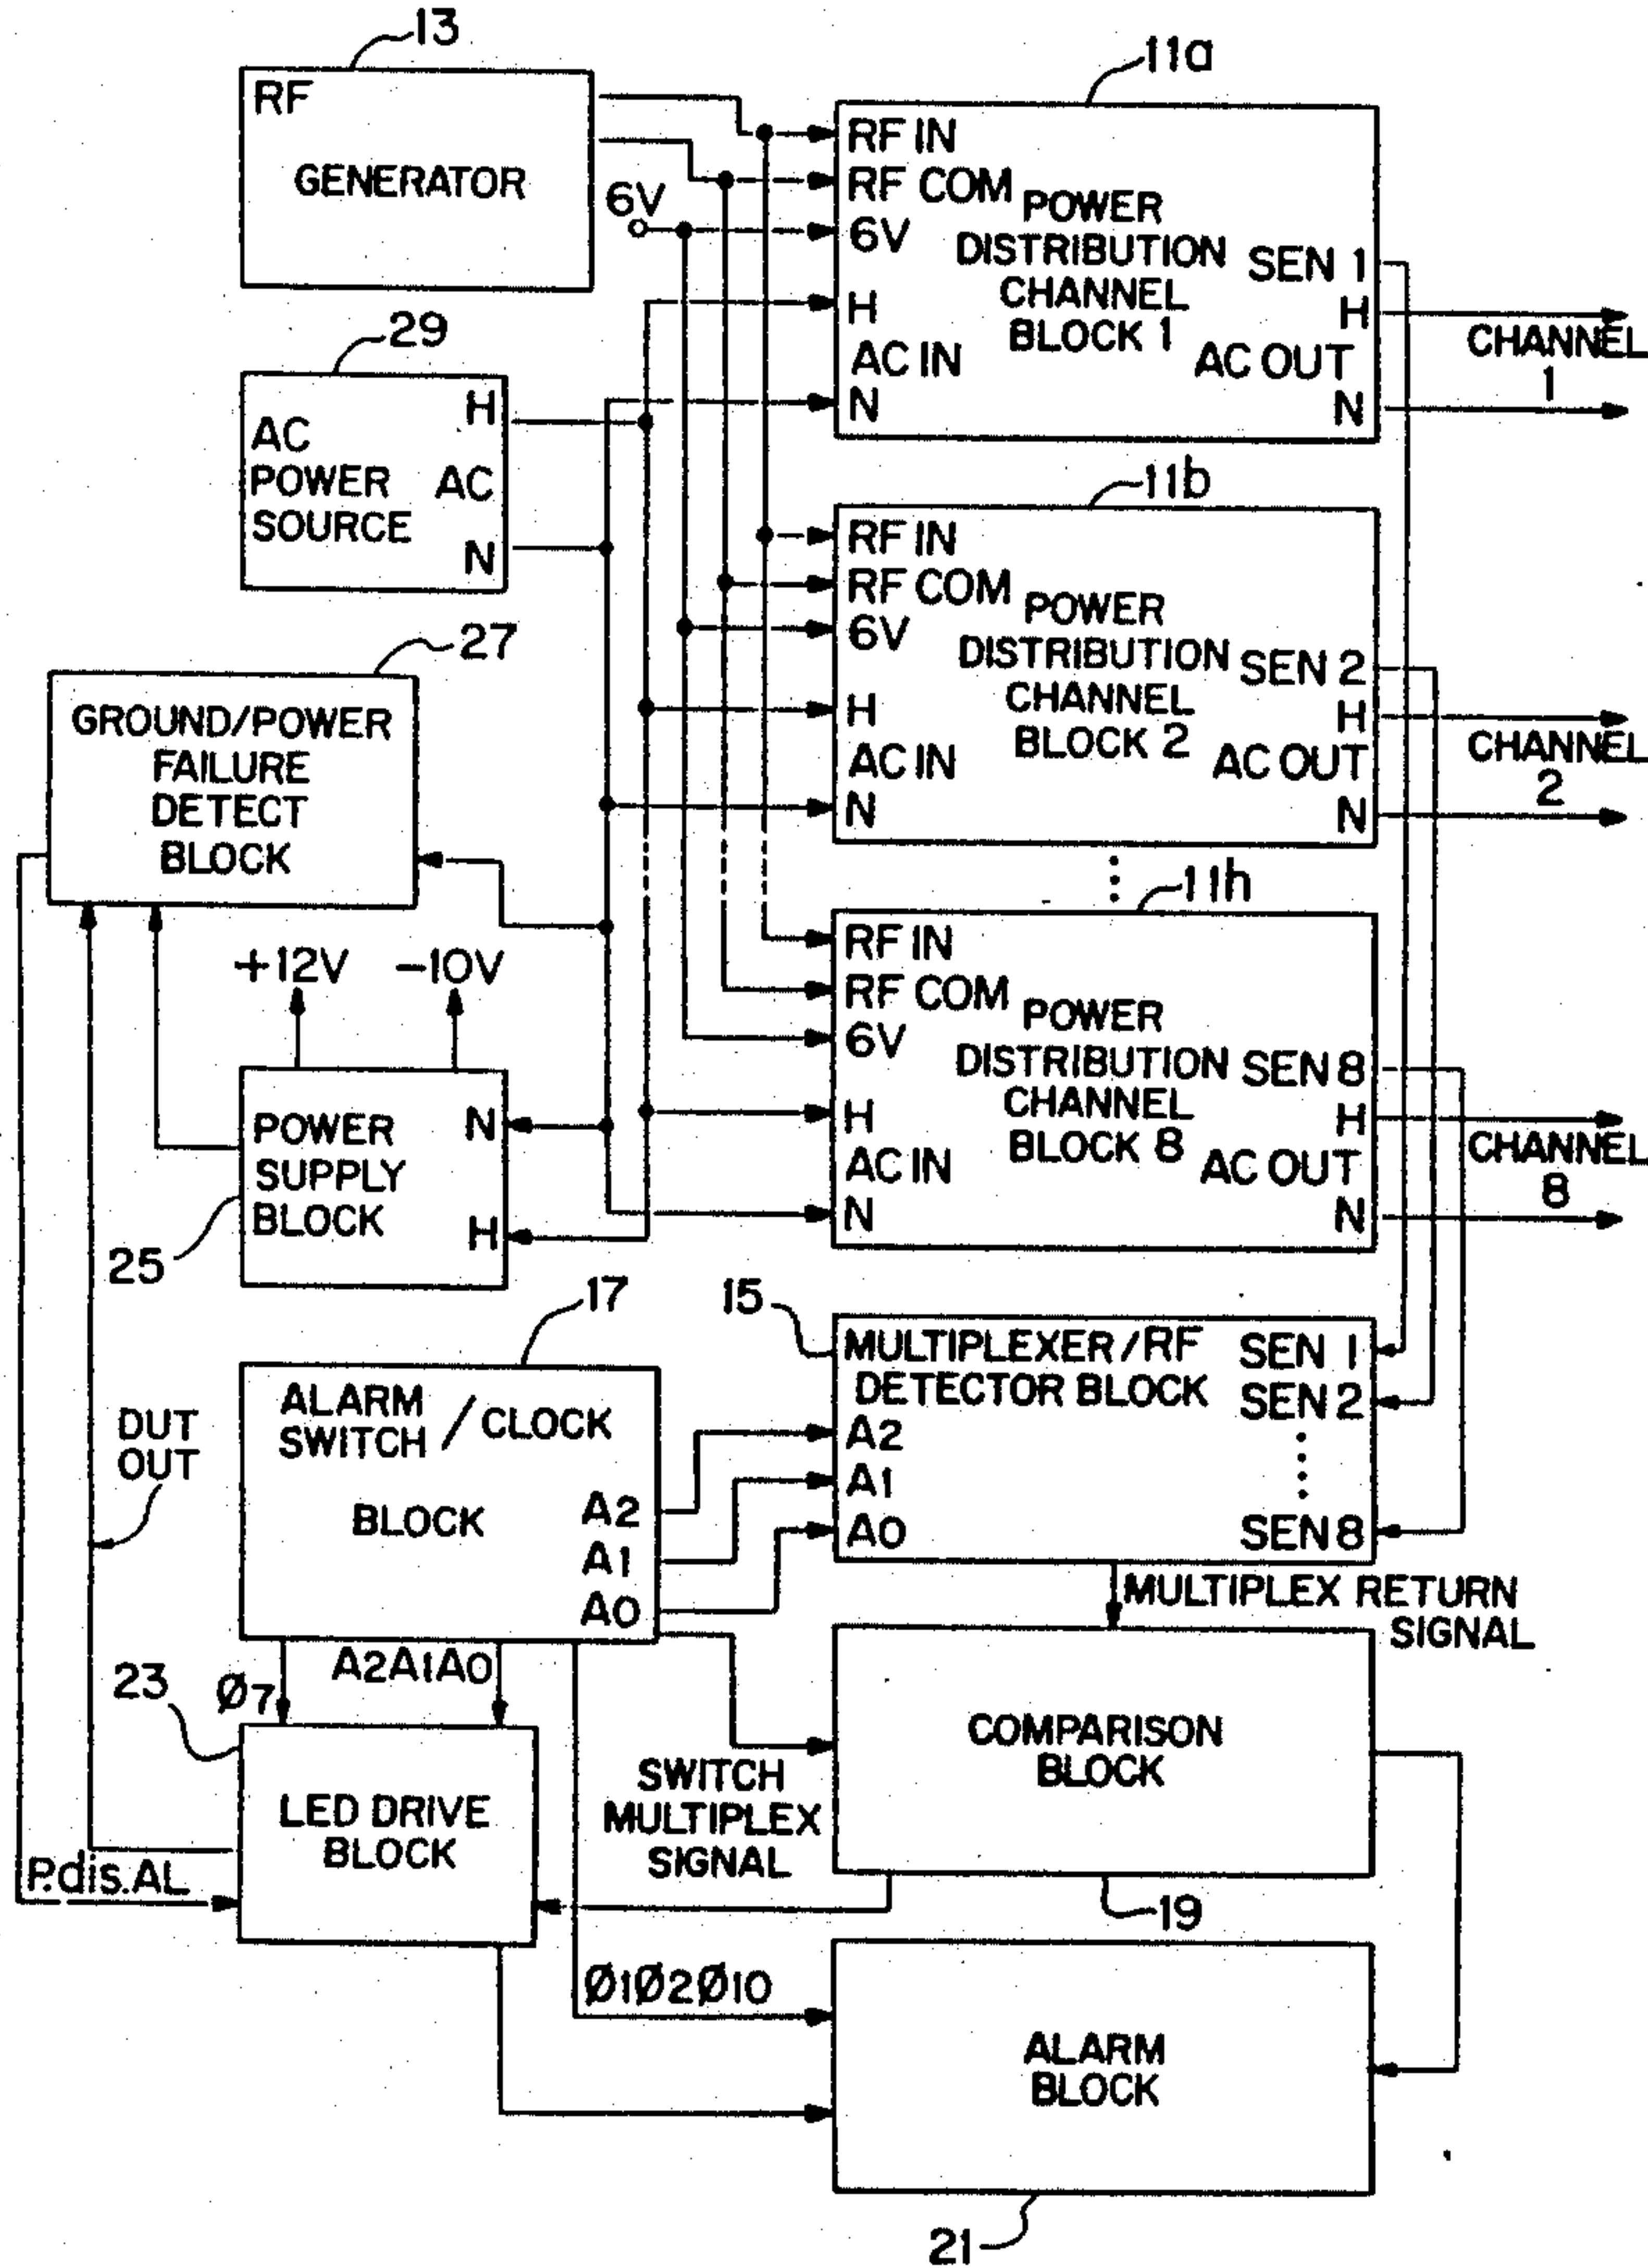 13
RF
GENERATOR
6V
11a
RF IN
RF COM
6V
POWER
DISTRIBUTION
CHANNEL
BLOCK 1
H
AC IN
N
SEN 1
H
AC OUT
N
CHANNEL
1
29
AC
POWER
SOURCE
H
AC
N
11b
RF IN
RF COM
6V
POWER
DISTRIBUTION
CHANNEL
BLOCK 2
H
AC IN
N
SEN 2
H
AC OUT
N
CHANNEL
2
27
GROUND/POWER
FAILURE
DETECT
BLOCK
11h
RF IN
RF COM
6V
POWER
DISTRIBUTION
CHANNEL
BLOCK 8
H
AC IN
N
SEN 8
H
AC OUT
N
CHANNEL
8
+12V
-10V
POWER
SUPPLY
BLOCK
N
H
25
17
ALARM
SWITCH / CLOCK
BLOCK
A2
A1
A0
15
MULTIPLEXER/RF
DETECTOR BLOCK
A2
A1
A0
SEN 1
SEN 2
SEN 8
DUT
OUT
MULTIPLEX RETURN
SIGNAL
23
Ø7
A2A1A0
LED DRIVE
BLOCK
P.dis.AL
SWITCH
MULTIPLEX
SIGNAL
COMPARISON
BLOCK
19
Ø1Ø2Ø10
ALARM
BLOCK
21